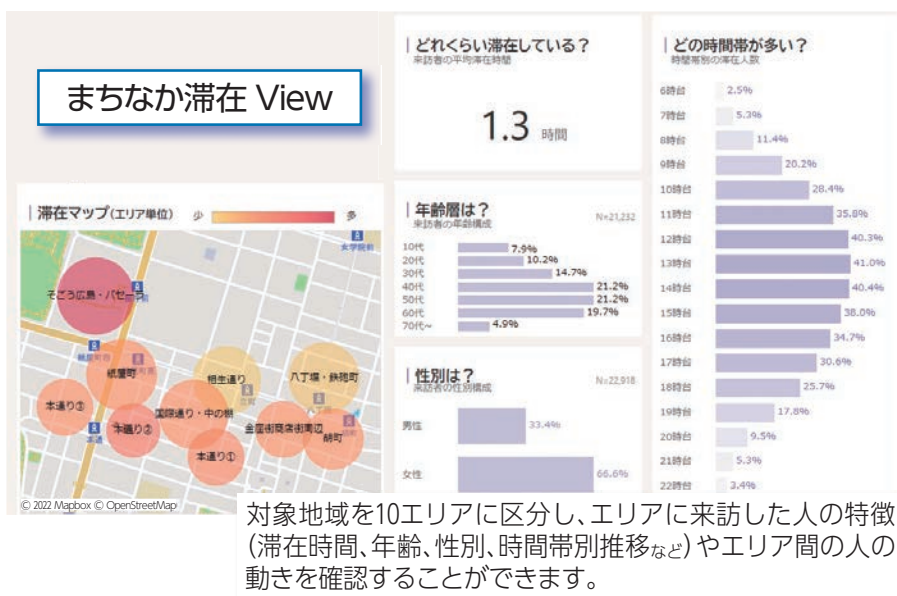 まちなか滞在 View
どれくらい滞在している？
来訪者の平均滞在時間
1.3 時間
どの時間帯が多い？
時間帯別の滞在人数
6時台 2.5%
7時台 5.3%
8時台 11.4%
9時台 20.2%
10時台 28.4%
11時台 35.8%
12時台 40.3%
13時台 41.0%
14時台 40.4%
15時台 38.0%
16時台 34.7%
17時台 30.6%
18時台 25.7%
19時台 17.8%
20時台 9.5%
21時台 5.3%
22時台 3.4%
滞在マップ(エリア単位) 少 多
女学院前
そごう広島・パセーラ
紙屋町
相生通り
八丁堀・鉄砲町
本通り③
本通り②
国際通り・中の棚
金座街商店街周辺
胡町
本通り①
本通
© 2022 Mapbox © OpenStreetMap
年齢層は？ N=21,232
来訪者の年齢構成
10代 7.9%
20代 10.2%
30代 14.7%
40代 21.2%
50代 21.2%
60代 19.7%
70代~ 4.9%
性別は？ N=22,918
来訪者の性別構成
男性 33.4%
女性 66.6%
対象地域を10エリアに区分し、エリアに来訪した人の特徴
（滞在時間、年齢、性別、時間帯別推移など）やエリア間の人の
動きを確認することができます。